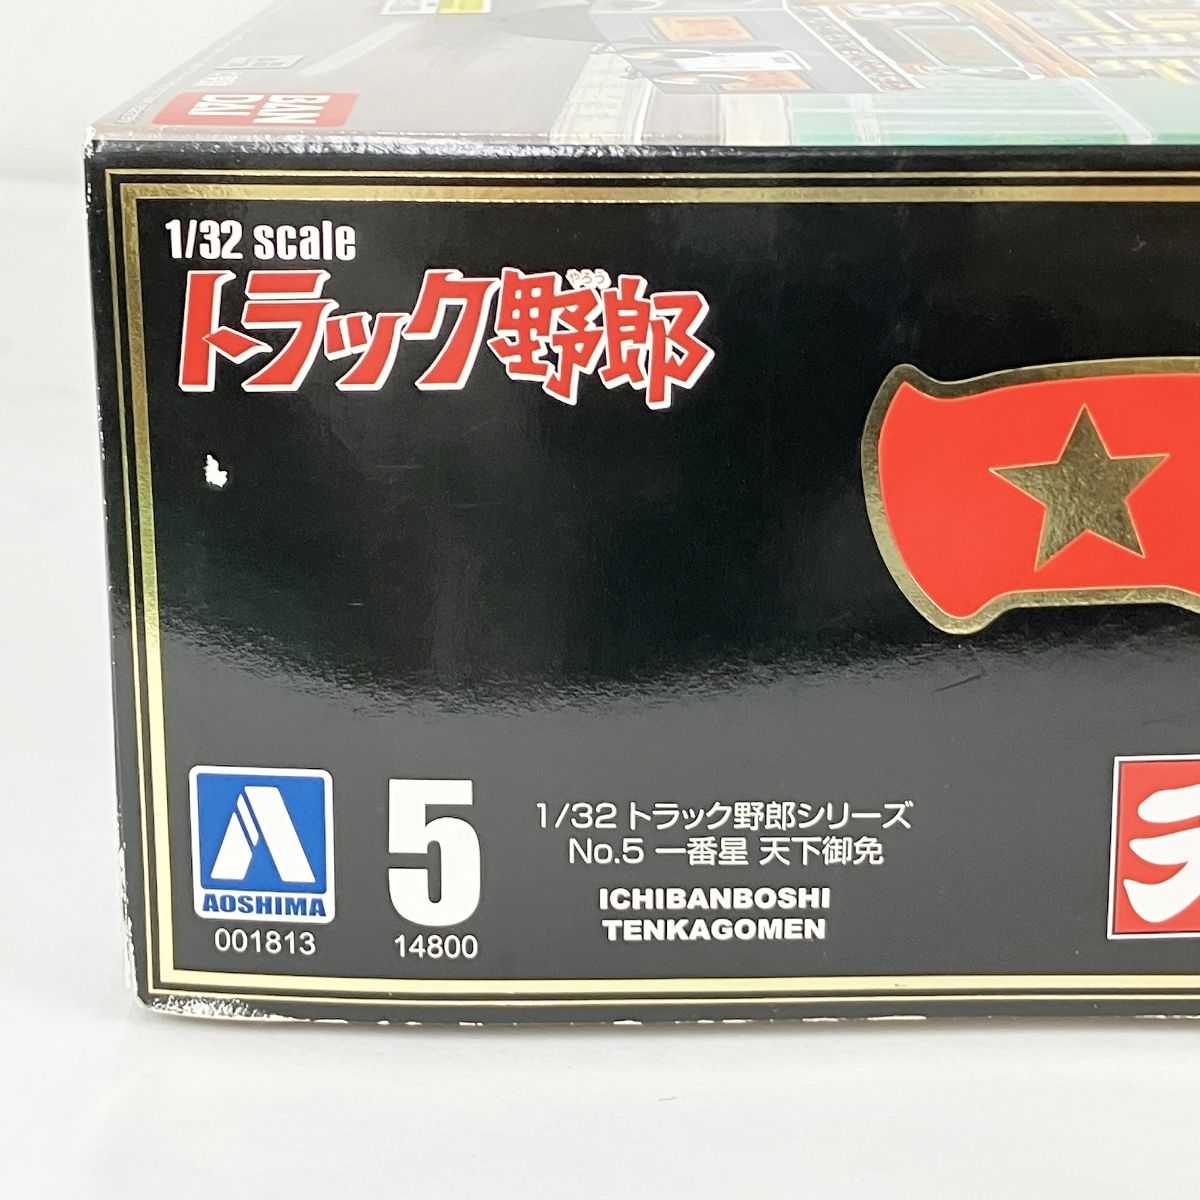 BAN
DAI
1/32 scale
やろう
トラック野郎
AOSHIMA
001813
5
14800
1/32 トラック野郎シリーズ
No.5 一番星 天下御免
ICHIBANBOSHI
TENKAGOMEN